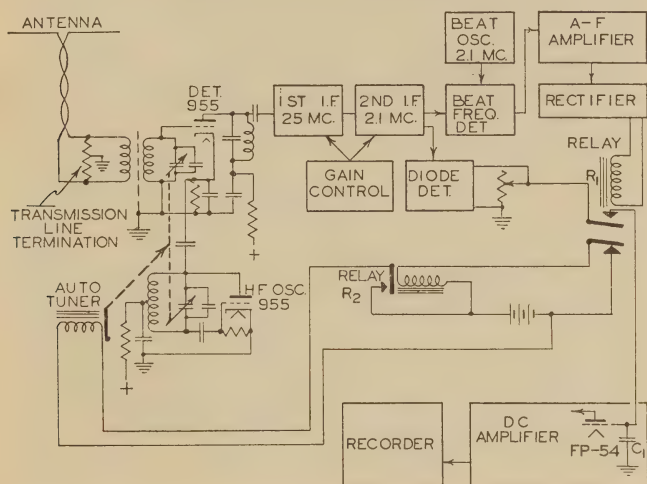 ANTENNA
DET.
955
1ST I.F
25 MC.
2ND I.F
2.1 MC.
BEAT
OSC.
2.1 MC.
BEAT
FREQ.
DET
A-F
AMPLIFIER
RECTIFIER
GAIN
CONTROL
DIODE
DET.
RELAY
R1
TRANSMISSION
LINE
TERMINATION
AUTO
TUNER
H.F. OSC.
955
RELAY
R2
+
+
RECORDER
DC
AMPLIFIER
FP-54
C1